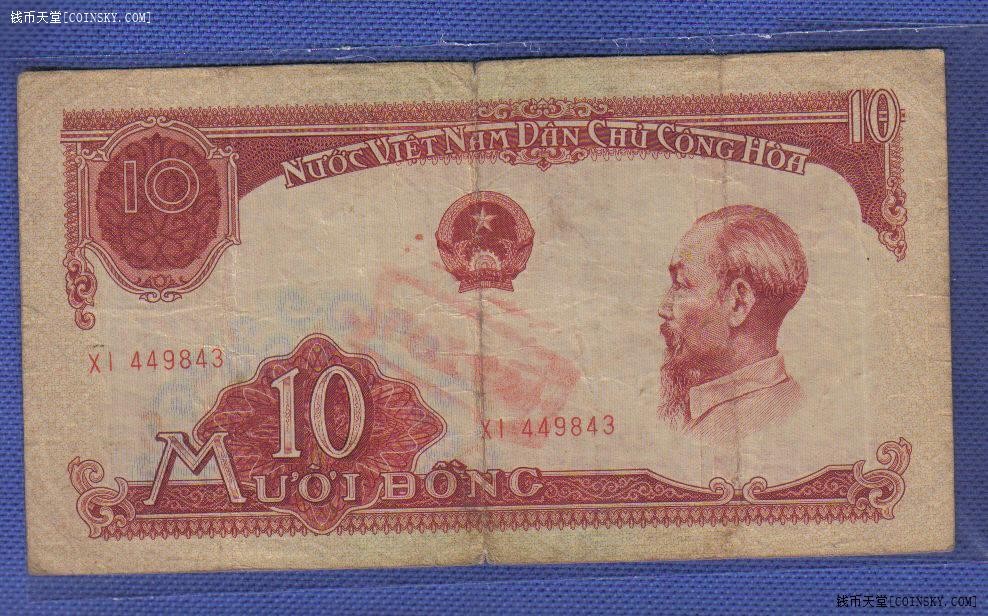 钱币天堂[COINSKY.COM]
10
10
NƯỚC VIỆT NAM DÂN CHỦ CỘNG HÒA
XI 449843
10
XI 449843
MƯỜI ĐỒNG
钱币天堂[COINSKY.COM]